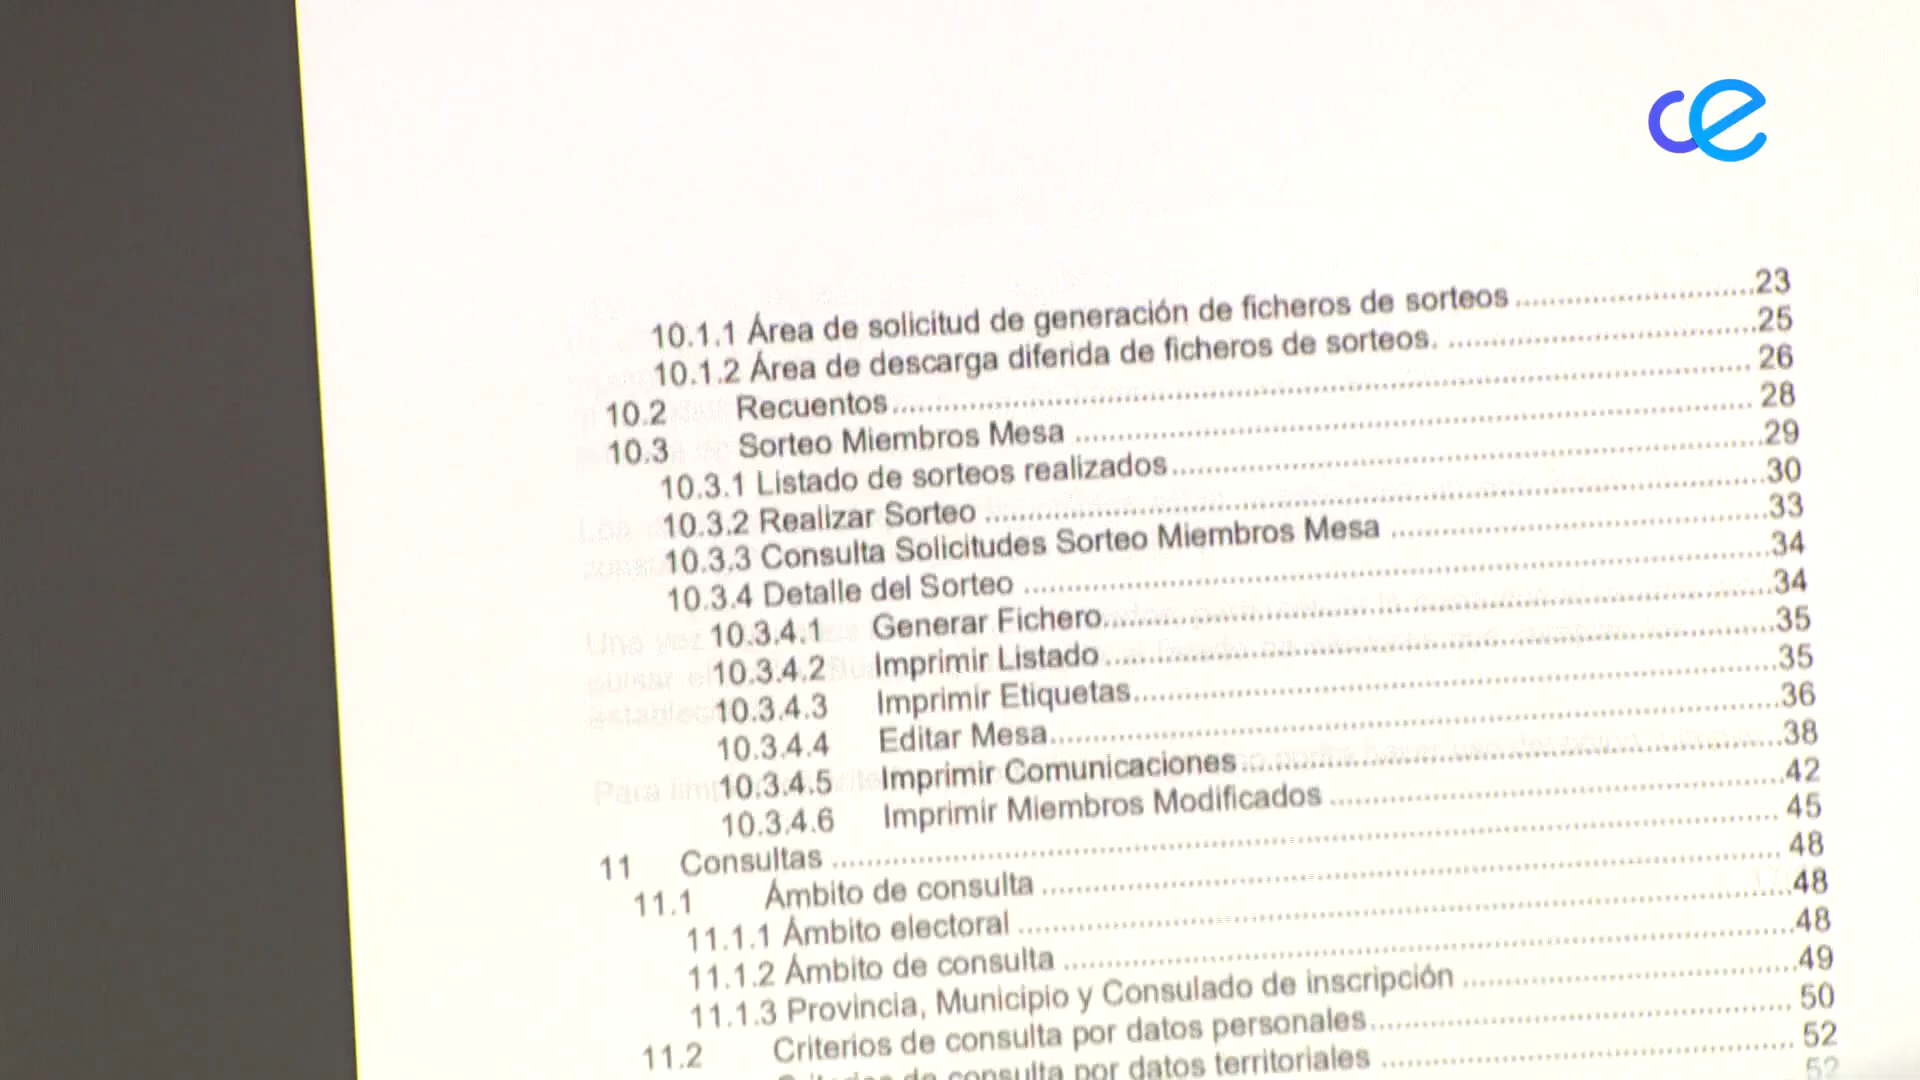 10.1.1 Área de solicitud de generación de ficheros de sorteos ..............................23
10.1.2 Área de descarga diferida de ficheros de sorteos. ..............................25
10.2 Recuentos..............................26
10.3 Sorteo Miembros Mesa ..............................28
10.3.1 Listado de sorteos realizados..............................29
10.3.2 Realizar Sorteo ..............................30
10.3.3 Consulta Solicitudes Sorteo Miembros Mesa ..............................33
10.3.4 Detalle del Sorteo ..............................34
10.3.4.1 Generar Fichero..............................34
10.3.4.2 Imprimir Listado..............................35
10.3.4.3 Imprimir Etiquetas..............................35
10.3.4.4 Editar Mesa..............................36
10.3.4.5 Imprimir Comunicaciones..............................38
10.3.4.6 Imprimir Miembros Modificados ..............................42
11 Consultas ..............................45
11.1 Ámbito de consulta ..............................48
11.1.1 Ámbito electoral ..............................48
11.1.2 Ámbito de consulta ..............................48
11.1.3 Provincia, Municipio y Consulado de inscripción ..............................49
11.2 Criterios de consulta por datos personales..............................50
Criterios de consulta por datos territoriales ..............................52
52